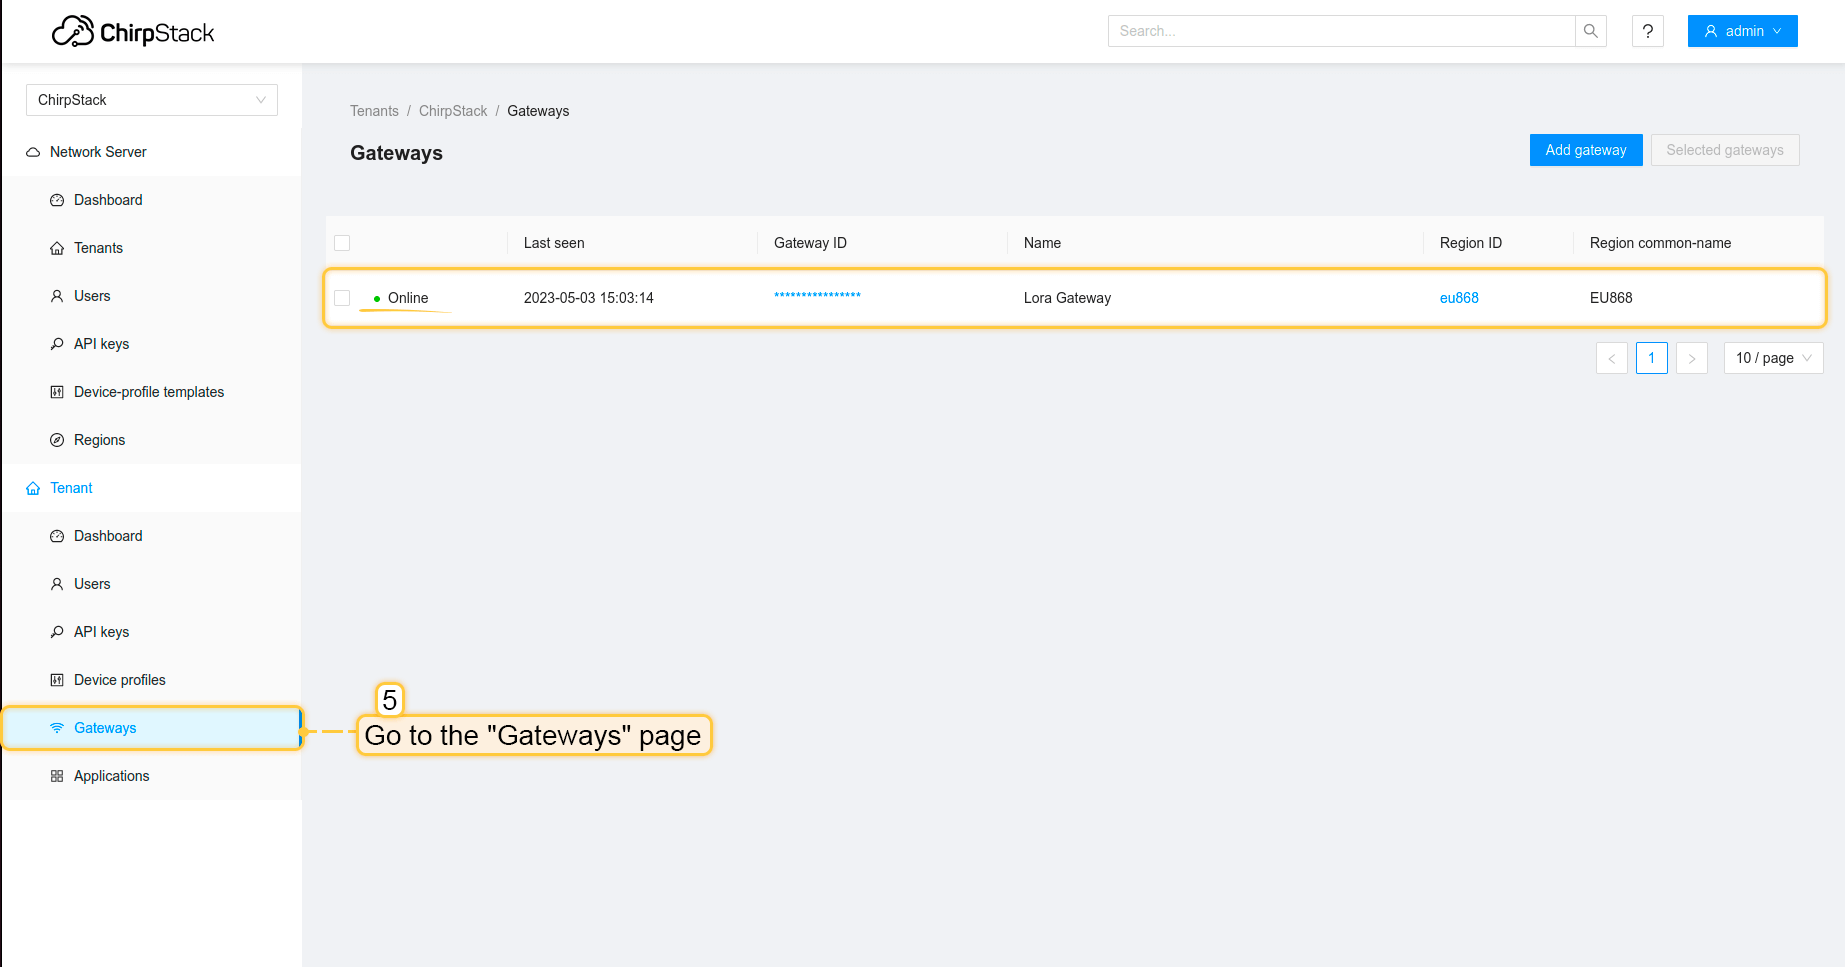 ChirpStack
Search...
?
admin
ChirpStack
Network Server
Dashboard
Tenants
Users
API keys
Device-profile templates
Regions
Tenant
Dashboard
Users
API keys
Device profiles
Gateways
Applications
Tenants / ChirpStack / Gateways
Gateways
Add gateway
Selected gateways
Last seen Gateway ID Name Region ID Region common-name
Online 2023-05-03 15:03:14 **************** Lora Gateway eu868 EU868
< 1 > 10 / page
5
Go to the "Gateways" page